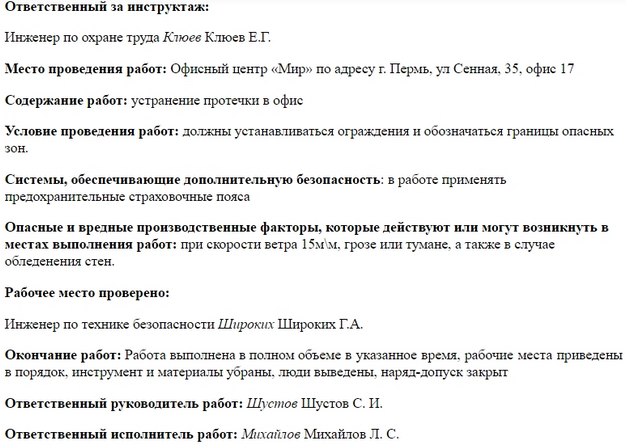 Ответственный за инструктаж:
Инженер по охране труда Клюев Клюев Е.Г.
Место проведения работ: Офисный центр «Мир» по адресу г. Пермь, ул Сенная, 35, офис 17
Содержание работ: устранение протечки в офис
Условие проведения работ: должны устанавливаться ограждения и обозначаться границы опасных
зон.
Системы, обеспечивающие дополнительную безопасность: в работе применять
предохранительные страховочные пояса
Опасные и вредные производственные факторы, которые действуют или могут возникнуть в
местах выполнения работ: при скорости ветра 15м\м, грозе или тумане, а также в случае
обледенения стен.
Рабочее место проверено:
Инженер по технике безопасности Широких Широких Г.А.
Окончание работ: Работа выполнена в полном объеме в указанное время, рабочие места приведены
в порядок, инструмент и материалы убраны, люди выведены, наряд-допуск закрыт
Ответственный руководитель работ: Шустов Шустов С. И.
Ответственный исполнитель работ: Михайлов Михайлов Л. С.